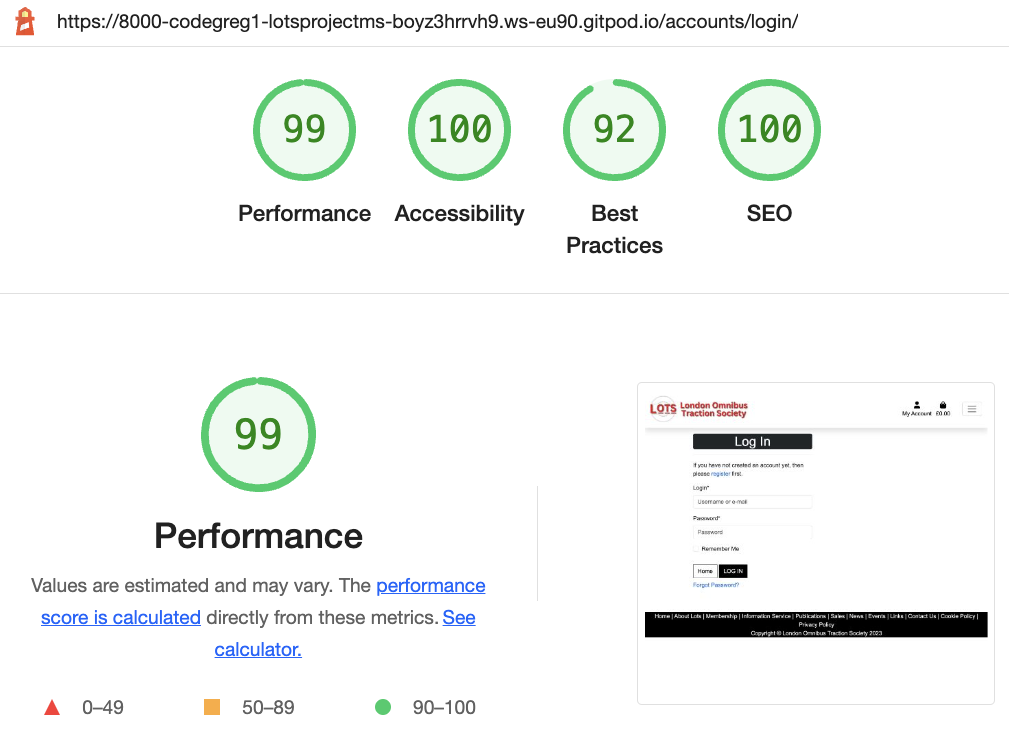 https://8000-codegreg1-lotsprojectms-boyz3hrrvh9.ws-eu90.gitpod.io/accounts/login/
99
100
92
100
Performance
Accessibility
Best
Practices
SEO
99
Performance
Values are estimated and may vary. The performance
score is calculated directly from these metrics. See
calculator.
0–49
50–89
90–100
LOTS London Omnibus
Traction Society
My Account £0.00
Log In
If you have not created an account yet, then
please register first.
Login*
Username or e-mail
Password*
Password
Remember Me
Home LOG IN
Forgot Password?
Home | About Lots | Membership | Information Service | Publications | Sales | News | Events | Links | Contact Us | Cookie Policy |
Privacy Policy
Copyright © London Omnibus Traction Society 2023